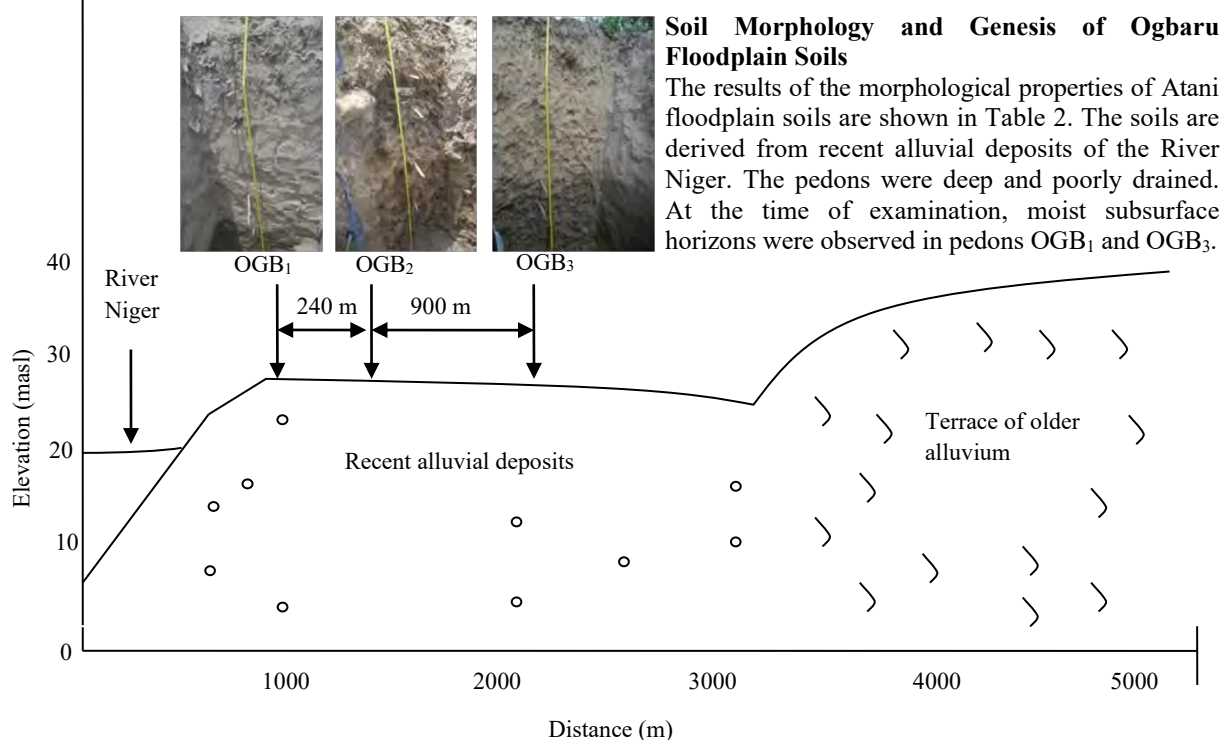 Soil Morphology and Genesis of Ogbaru
Floodplain Soils
The results of the morphological properties of Atani
floodplain soils are shown in Table 2. The soils are
derived from recent alluvial deposits of the River
Niger. The pedons were deep and poorly drained.
At the time of examination, moist subsurface
horizons were observed in pedons OGB₁ and OGB₃.
OGB₁
OGB₂
OGB₃
40
River
Niger
240 m
900 m
30
Elevation (masl)
20
Recent alluvial deposits
Terrace of older
alluvium
10
0
1000
2000
3000
4000
5000
Distance (m)